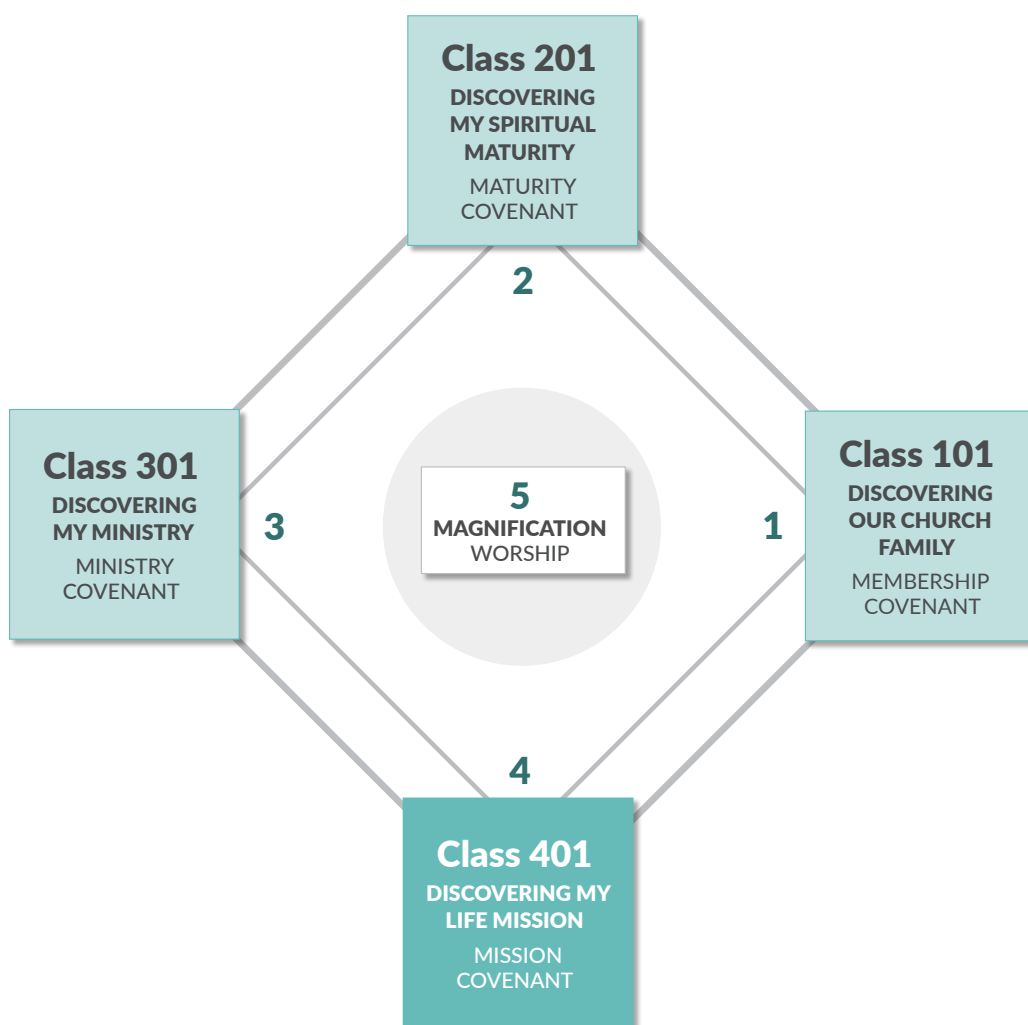 Class 201
DISCOVERING
MY SPIRITUAL
MATURITY
MATURITY
COVENANT
2
Class 301
DISCOVERING
MY MINISTRY
MINISTRY
COVENANT
3
5
MAGNIFICATION
WORSHIP
1
Class 101
DISCOVERING
OUR CHURCH
FAMILY
MEMBERSHIP
COVENANT
4
Class 401
DISCOVERING MY
LIFE MISSION
MISSION
COVENANT